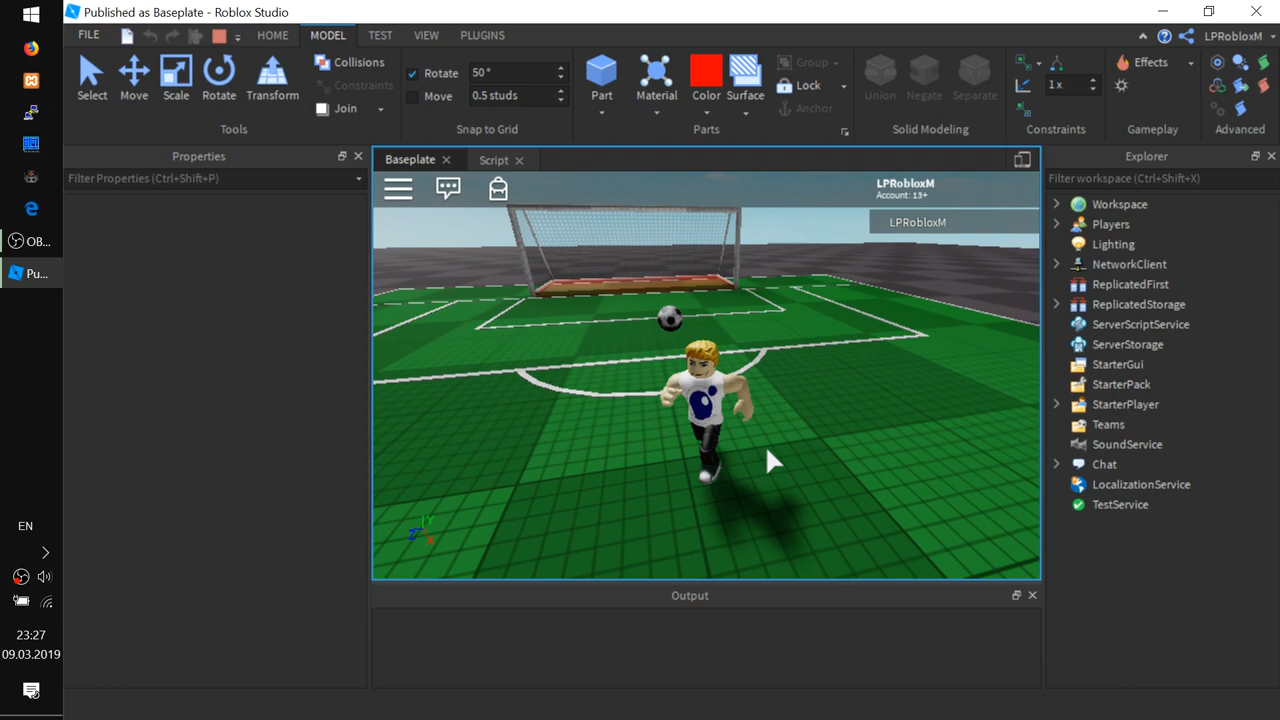 Published as Baseplate - Roblox Studio
FILE HOME MODEL TEST VIEW PLUGINS LPRobloxM
Select Move Scale Rotate Transform
Collisions
Constraints
Join
Tools
Rotate 50°
Move 0.5 studs
Snap to Grid
Part Material Color Surface
Group
Lock
Anchor
Parts
Union Negate Separate
Solid Modeling
1 x
Constraints
Effects
Gameplay
Advanced
Properties
Filter Properties (Ctrl+Shift+P)
Baseplate Script
LPRobloxM
Account: 13+
LPRobloxM
Y
Z
X
Output
Explorer
Filter workspace (Ctrl+Shift+X)
Workspace
Players
Lighting
NetworkClient
ReplicatedFirst
ReplicatedStorage
ServerScriptService
ServerStorage
StarterGui
StarterPack
StarterPlayer
Teams
SoundService
Chat
LocalizationService
TestService
OB...
Pu...
EN
23:27
09.03.2019